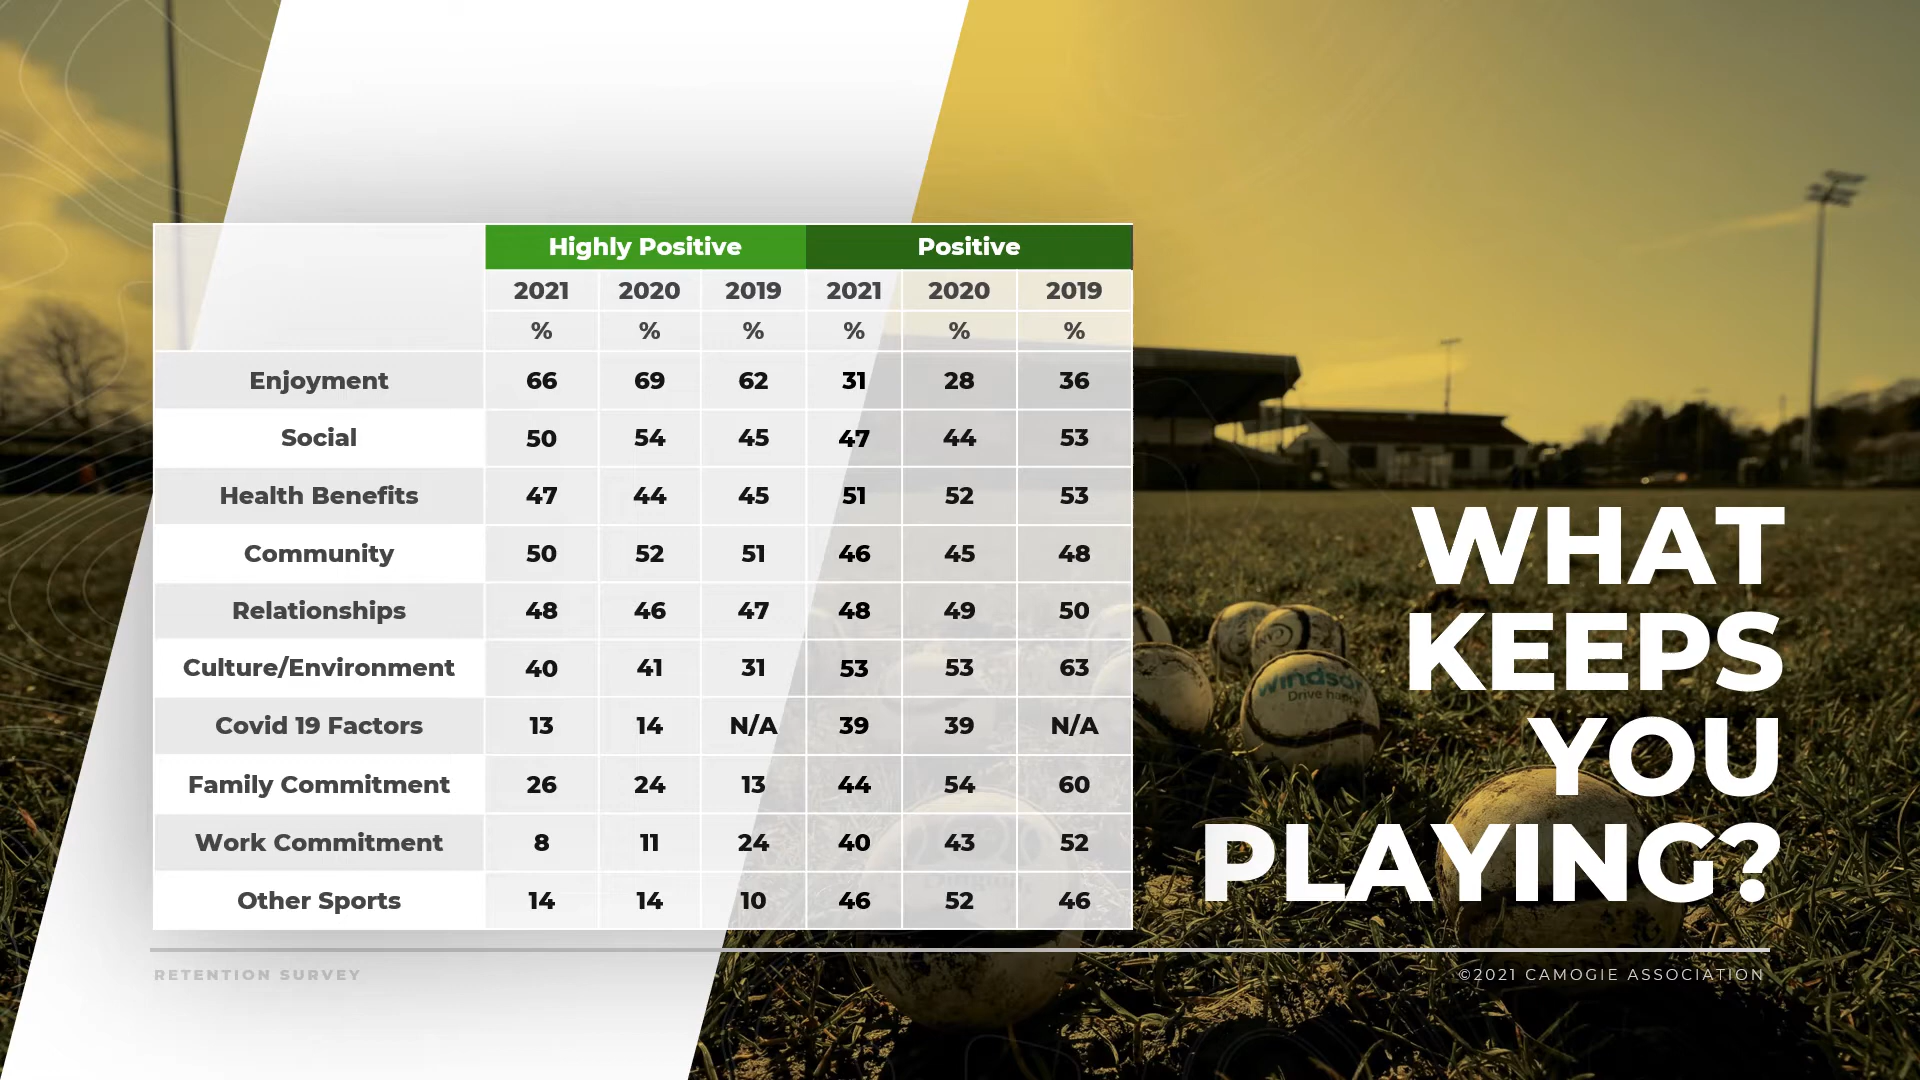 Highly Positive Positive
2021 2020 2019 2021 2020 2019
% % % % % %
Enjoyment 66 69 62 31 28 36
Social 50 54 45 47 44 53
Health Benefits 47 44 45 51 52 53
Community 50 52 51 46 45 48
Relationships 48 46 47 48 49 50
Culture/Environment 40 41 31 53 53 63
Covid 19 Factors 13 14 N/A 39 39 N/A
Family Commitment 26 24 13 44 54 60
Work Commitment 8 11 24 40 43 52
Other Sports 14 14 10 46 52 46
WHAT
KEEPS
YOU
PLAYING?
windsor
Drive
RETENTION SURVEY
©2021 CAMOGIE ASSOCIATION